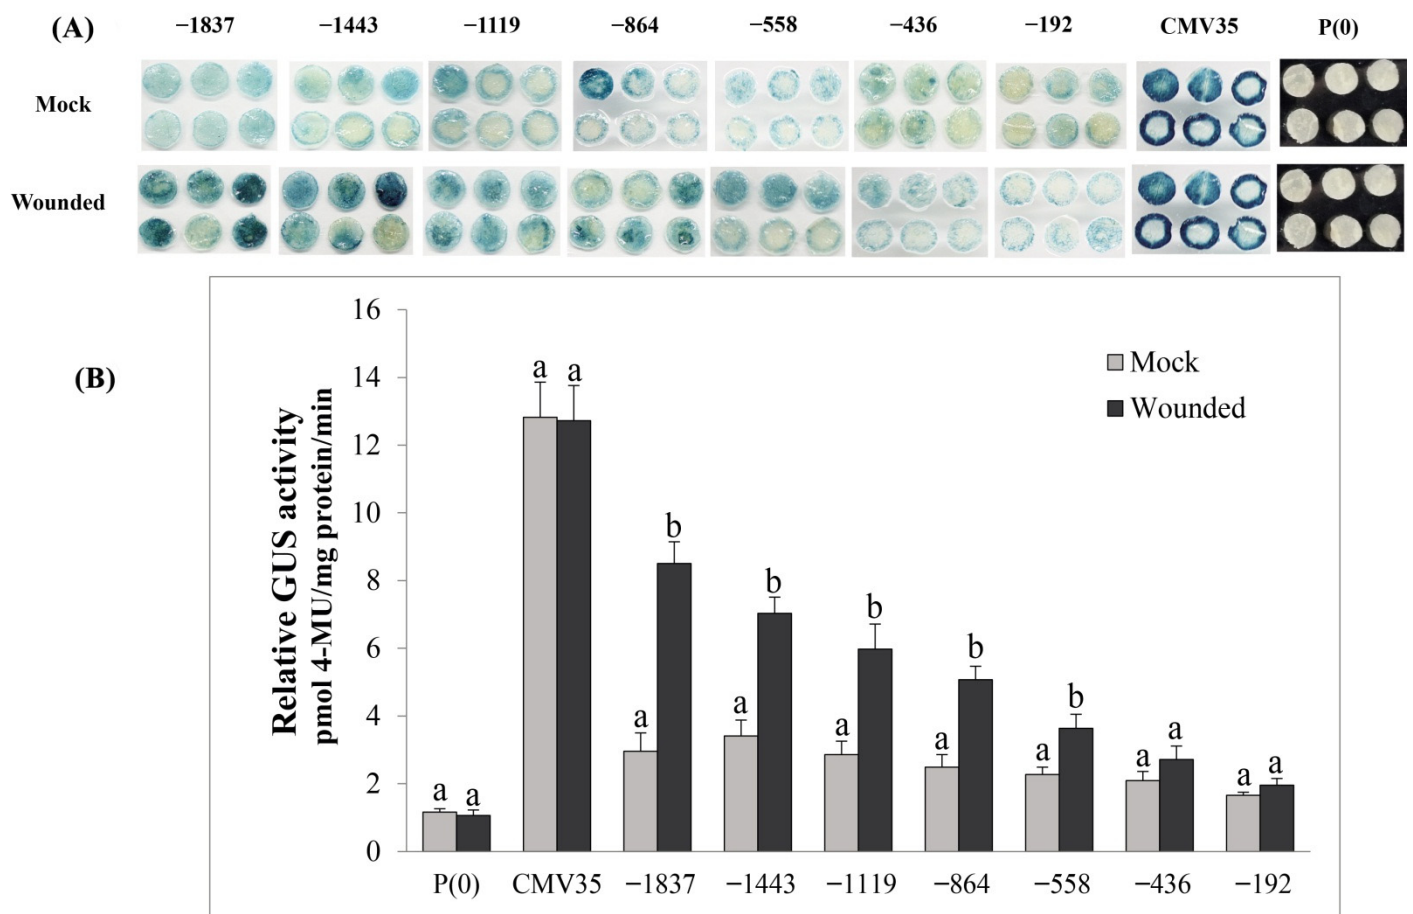 (A) −1837 −1443 −1119 −864 −558 −436 −192 CMV35 P(0)
Mock
Wounded
(B)
Relative GUS activity
pmol 4-MU/mg protein/min
16
14
12
10
8
6
4
2
0
Mock
Wounded
a a
a a
a b
a b
a b
a b
a b
a a
a a
P(0) CMV35 −1837 −1443 −1119 −864 −558 −436 −192